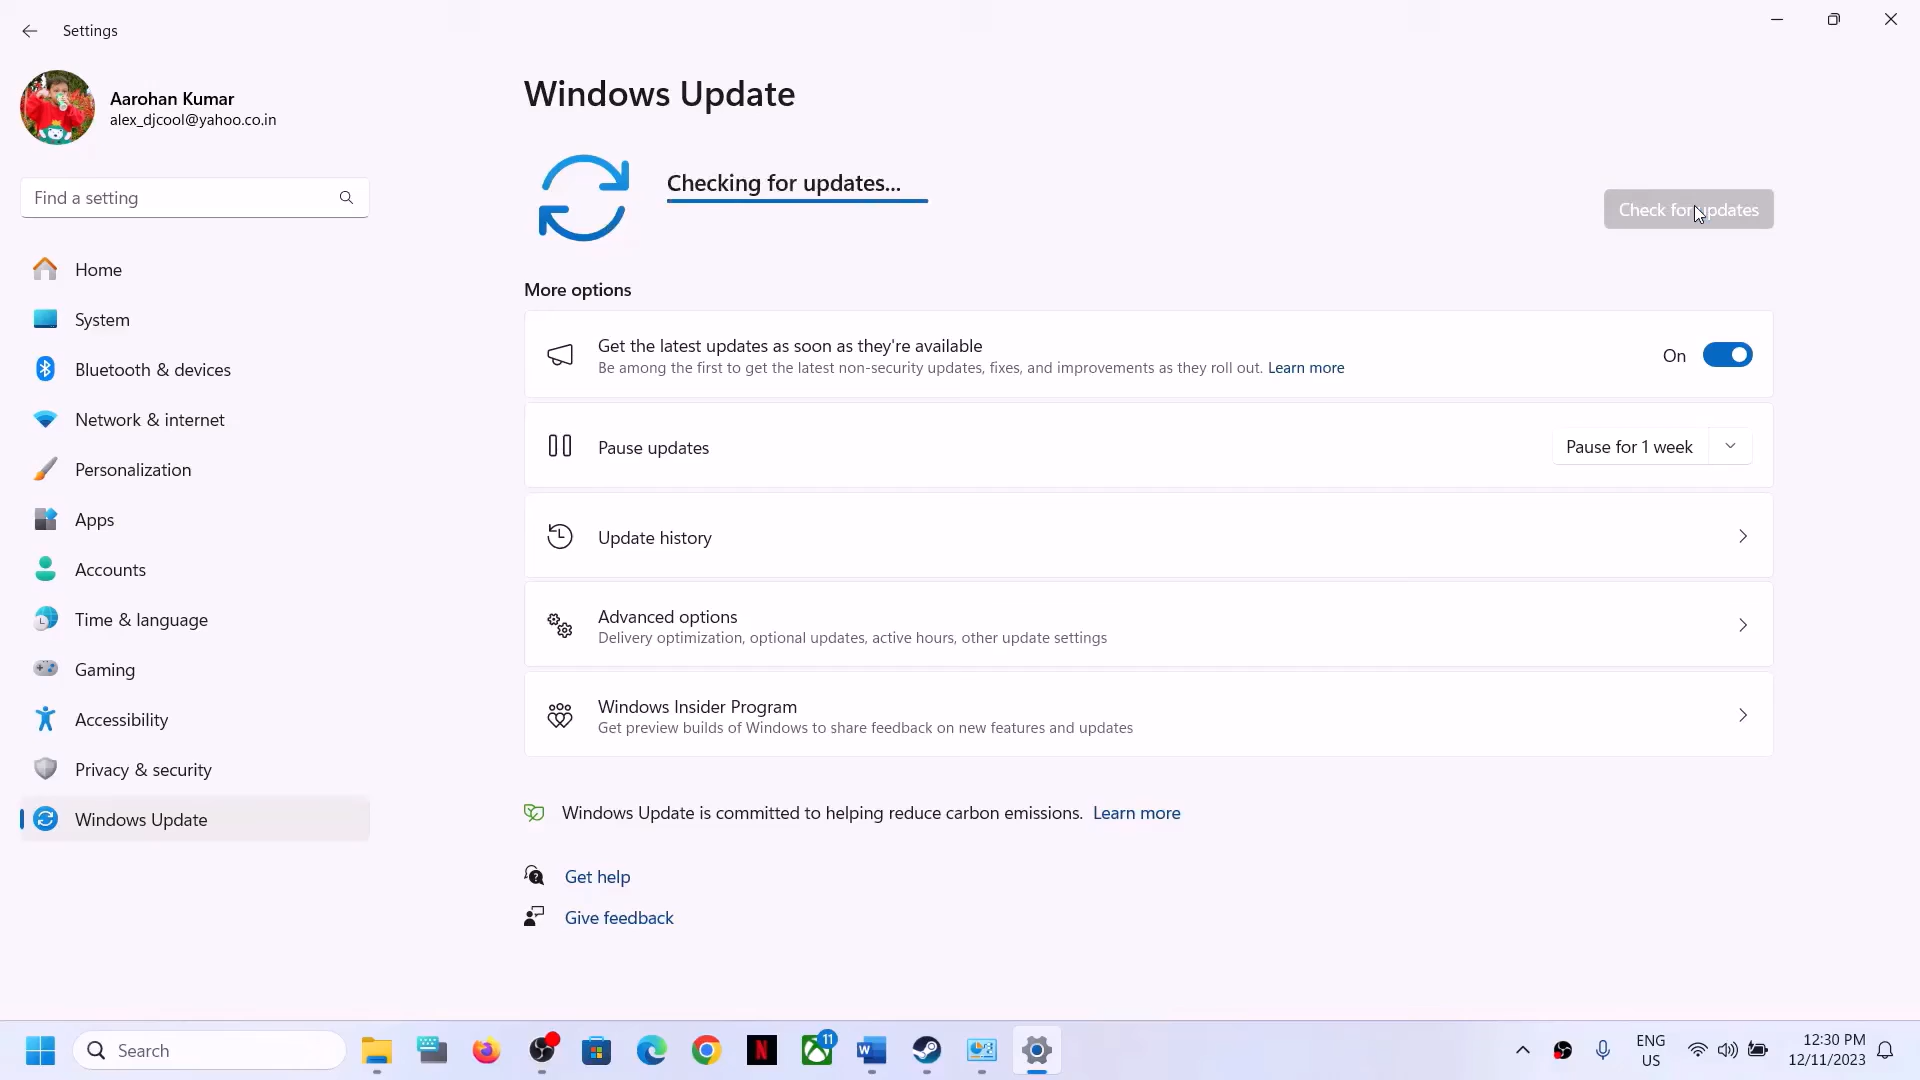 Settings
Aarohan Kumar
alex_djcool@yahoo.co.in
Find a setting
Home
System
Bluetooth & devices
Network & internet
Personalization
Apps
Accounts
Time & language
Gaming
Accessibility
Privacy & security
Windows Update
Windows Update
Checking for updates...
Check for updates
More options
Get the latest updates as soon as they're available
Be among the first to get the latest non-security updates, fixes, and improvements as they roll out. Learn more
On
Pause updates
Pause for 1 week
Update history
Advanced options
Delivery optimization, optional updates, active hours, other update settings
Windows Insider Program
Get preview builds of Windows to share feedback on new features and updates
Windows Update is committed to helping reduce carbon emissions. Learn more
Get help
Give feedback
Search
N
11
W
ENG
US
12:30 PM
12/11/2023